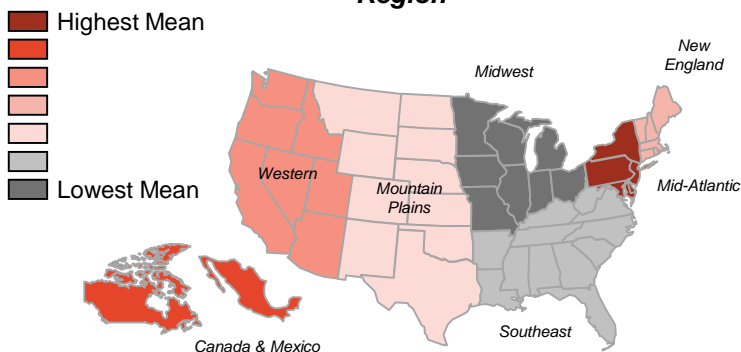 Region
Highest Mean
Lowest Mean
Midwest
New
England
Western
Mountain
Plains
Mid-Atlantic
Southeast
Canada & Mexico